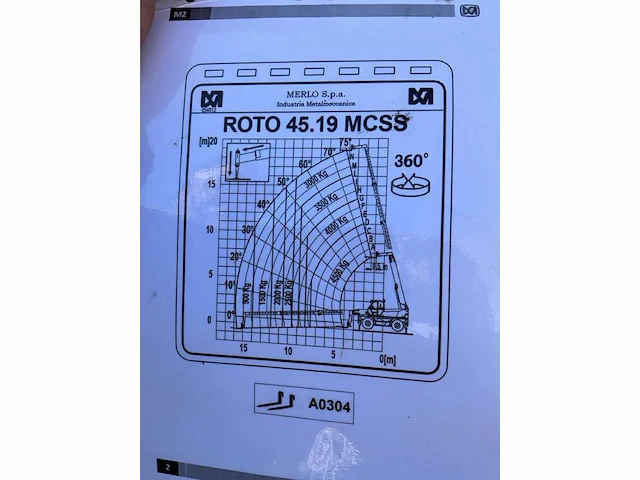 M2
MERLO S.p.a.
Industria Metalmeccanica
ROTO 45.19 MCSS
[m]20
15
10
5
0
75°
70°
60°
50°
40°
30°
20°
10°
0°
360°
3000 Kg
3500 Kg
4000 Kg
4500 Kg
900 Kg
1500 Kg
2000 Kg
2500 Kg
15
10
5
0[m]
A0304
2